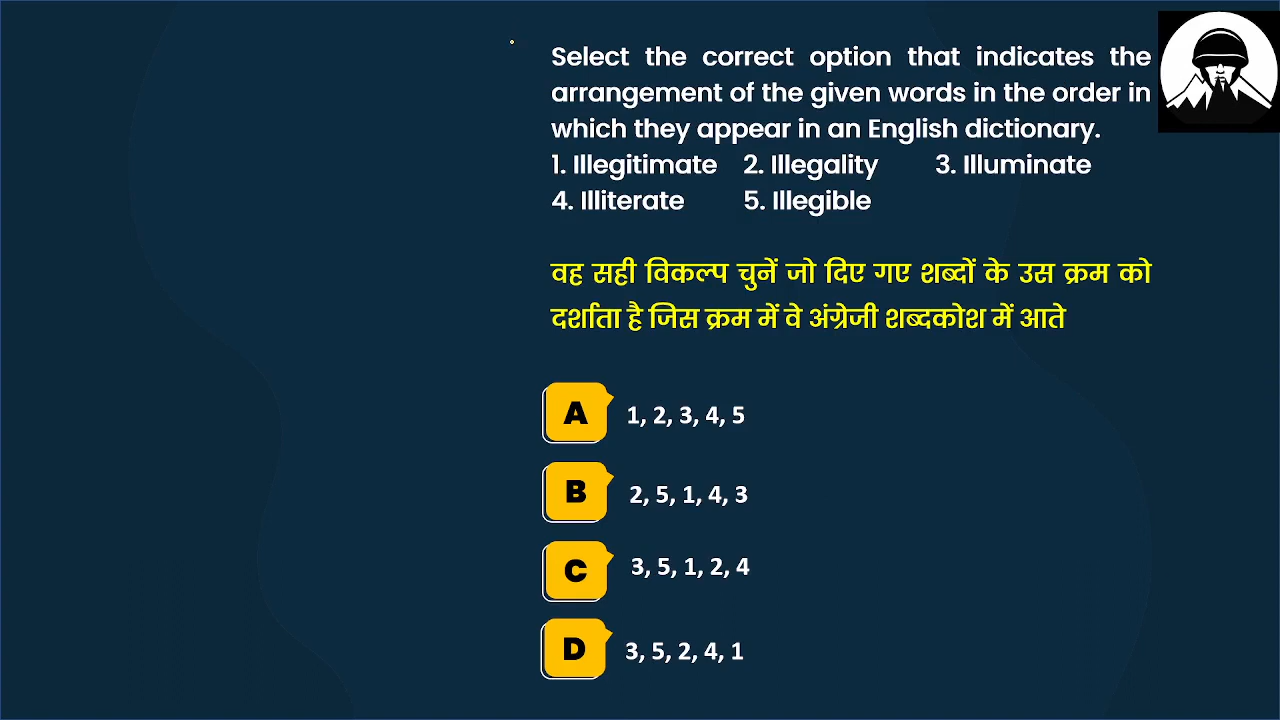 Select the correct option that indicates the
arrangement of the given words in the order in
which they appear in an English dictionary.
1. Illegitimate 2. Illegality 3. Illuminate
4. Illiterate 5. Illegible
वह सही विकल्प चुनें जो दिए गए शब्दों के उस क्रम को
दर्शाता है जिस क्रम में वे अंग्रेजी शब्दकोश में आते
A 1, 2, 3, 4, 5
B 2, 5, 1, 4, 3
C 3, 5, 1, 2, 4
D 3, 5, 2, 4, 1